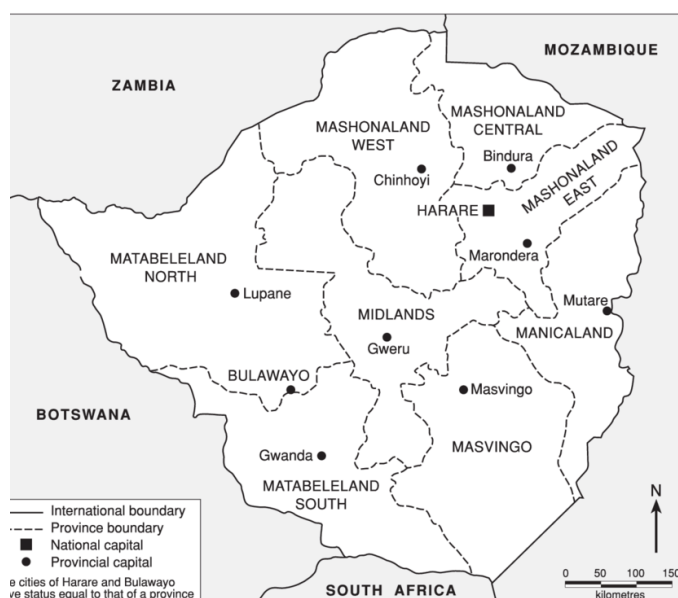 MOZAMBIQUE
ZAMBIA
MASHONALAND
CENTRAL
MASHONALAND
WEST
Bindura
MASHONALAND
EAST
Chinhoyi
HARARE
Marondera
MATABELELAND
NORTH
Lupane
Mutare
MIDLANDS
MANICALAND
Gweru
BULAWAYO
Masvingo
BOTSWANA
MASVINGO
Gwanda
MATABELELAND
SOUTH
N
International boundary
Province boundary
National capital
Provincial capital
e cities of Harare and Bulawayo
ve status equal to that of a province
SOUTH AFRICA
0 50 100 150
kilometres